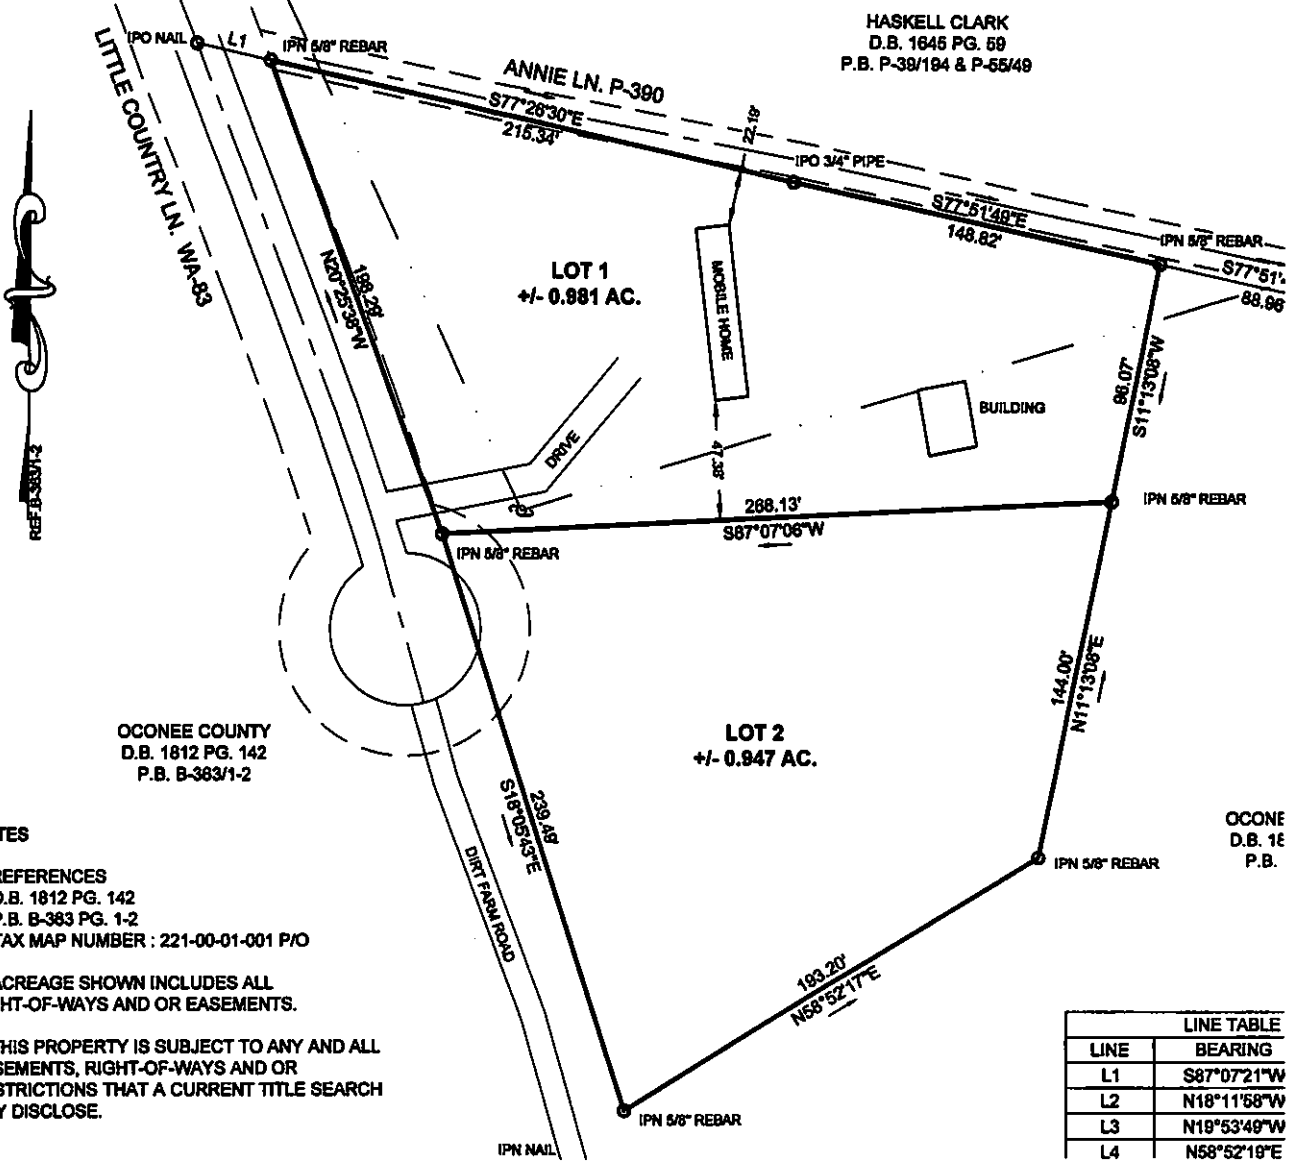 HASKELL CLARK
D.B. 1645 PG. 59
P.B. P-39/194 & P-55/49
IPO NAIL
L1
IPN 5/8" REBAR
LITTLE COUNTRY LN. WA-83
ANNIE LN. P-390
S77°26'30"E
215.34'
22.19'
IPO 3/4" PIPE
S77°51'49"E
148.82'
IPN 5/8" REBAR
S77°51'
88.96
REF.B-383/1-2
N20°25'38"W
198.29'
LOT 1
+/- 0.981 AC.
MOBILE HOME
BUILDING
96.07'
S11°13'08"W
DRIVE
47.38'
268.13'
S87°07'06"W
IPN 5/8" REBAR
IPN 5/8" REBAR
144.00'
N11°13'08"E
OCONEE COUNTY
D.B. 1812 PG. 142
P.B. B-383/1-2
LOT 2
+/- 0.947 AC.
239.49'
S18°05'43"E
DIRT FARM ROAD
OCONE
D.B. 18
P.B.
IPN 5/8" REBAR
193.20'
N58°52'17"E
TES
REFERENCES
D.B. 1812 PG. 142
P.B. B-383 PG. 1-2
TAX MAP NUMBER : 221-00-01-001 P/O
ACREAGE SHOWN INCLUDES ALL
HT-OF-WAYS AND OR EASEMENTS.
THIS PROPERTY IS SUBJECT TO ANY AND ALL
SEMENTS, RIGHT-OF-WAYS AND OR
STRICTIONS THAT A CURRENT TITLE SEARCH
Y DISCLOSE.
IPN 5/8" REBAR
IPN NAIL
LINE TABLE
LINE BEARING
L1 S87°07'21"W
L2 N18°11'58"W
L3 N19°53'49"W
L4 N58°52'19"E